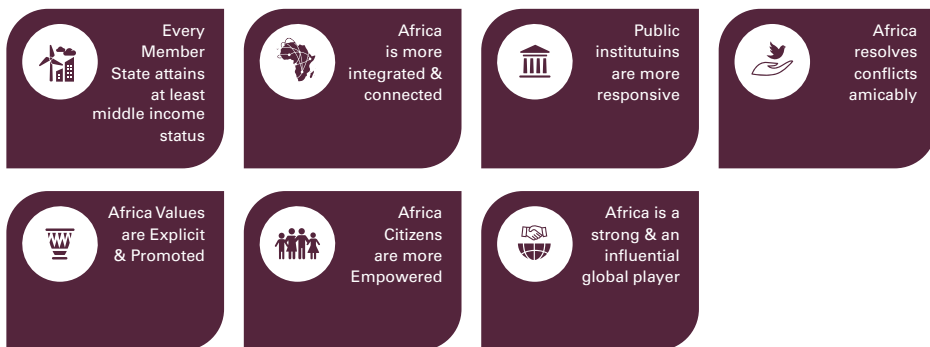 Every
Member
State attains
at least
middle income
status
Africa
is more
integrated &
connected
Public
institutuins
are more
responsive
Africa
resolves
conflicts
amicably
Africa Values
are Explicit
& Promoted
Africa
Citizens
are more
Empowered
Africa is a
strong & an
influential
global player